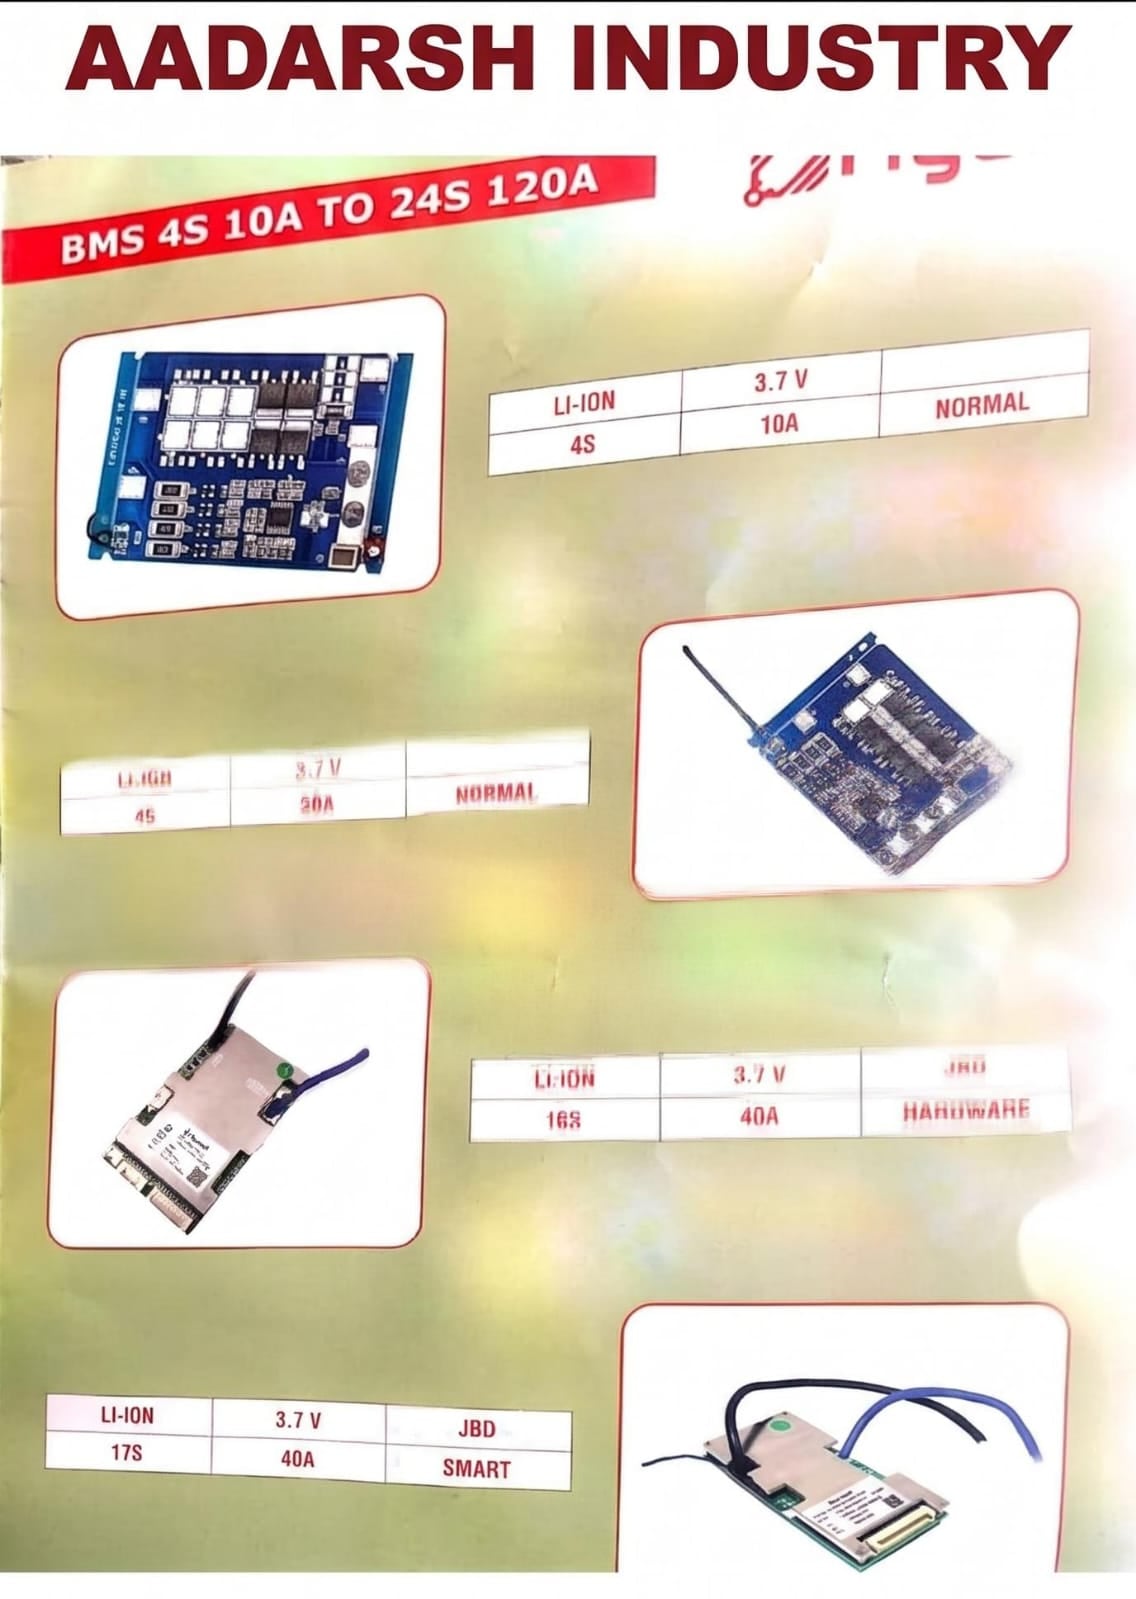 AADARSH INDUSTRY
BMS 4S 10A TO 24S 120A
LI-ION 3.7 V
4S 10A NORMAL
3.7 V
4S NORMAL
LI-ION 3.7 V JBD
16S 40A HARDWARE
LI-ION 3.7 V JBD
17S 40A SMART